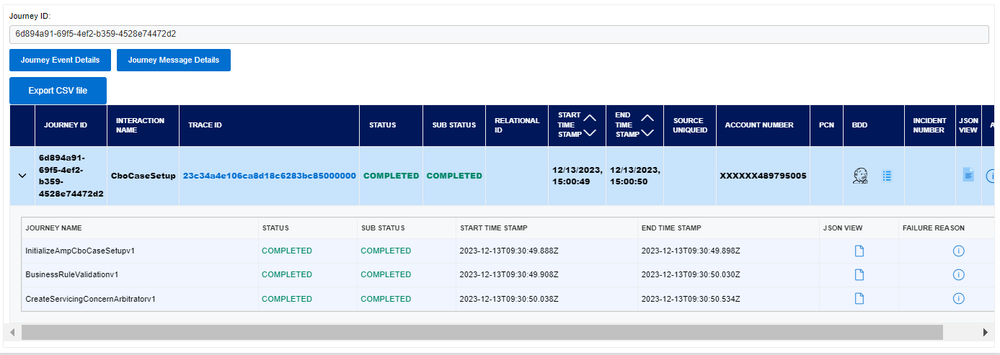 Journey ID:
6d894a91-69f5-4ef2-b359-4528e74472d2
Journey Event Details Journey Message Details
Export CSV file
JOURNEY ID INTERACTION NAME TRACE ID STATUS SUB STATUS RELATIONAL ID START TIME STAMP END TIME STAMP SOURCE UNIQUEID ACCOUNT NUMBER PCN BDD INCIDENT NUMBER JSON VIEW A
6d894a91-69f5-4ef2-b359-4528e74472d2 CboCaseSetup 23c34a4e106ca8d18c6283bc85000000 COMPLETED COMPLETED 12/13/2023, 15:00:49 12/13/2023, 15:00:50 XXXXXX489795005
JOURNEY NAME STATUS SUB STATUS START TIME STAMP END TIME STAMP JSON VIEW FAILURE REASON
InitializeAmpCboCaseSetupv1 COMPLETED COMPLETED 2023-12-13T09:30:49.888Z 2023-12-13T09:30:49.898Z
BusinessRuleValidationv1 COMPLETED COMPLETED 2023-12-13T09:30:49.908Z 2023-12-13T09:30:50.030Z
CreateServicingConcernArbitratorv1 COMPLETED COMPLETED 2023-12-13T09:30:50.038Z 2023-12-13T09:30:50.534Z